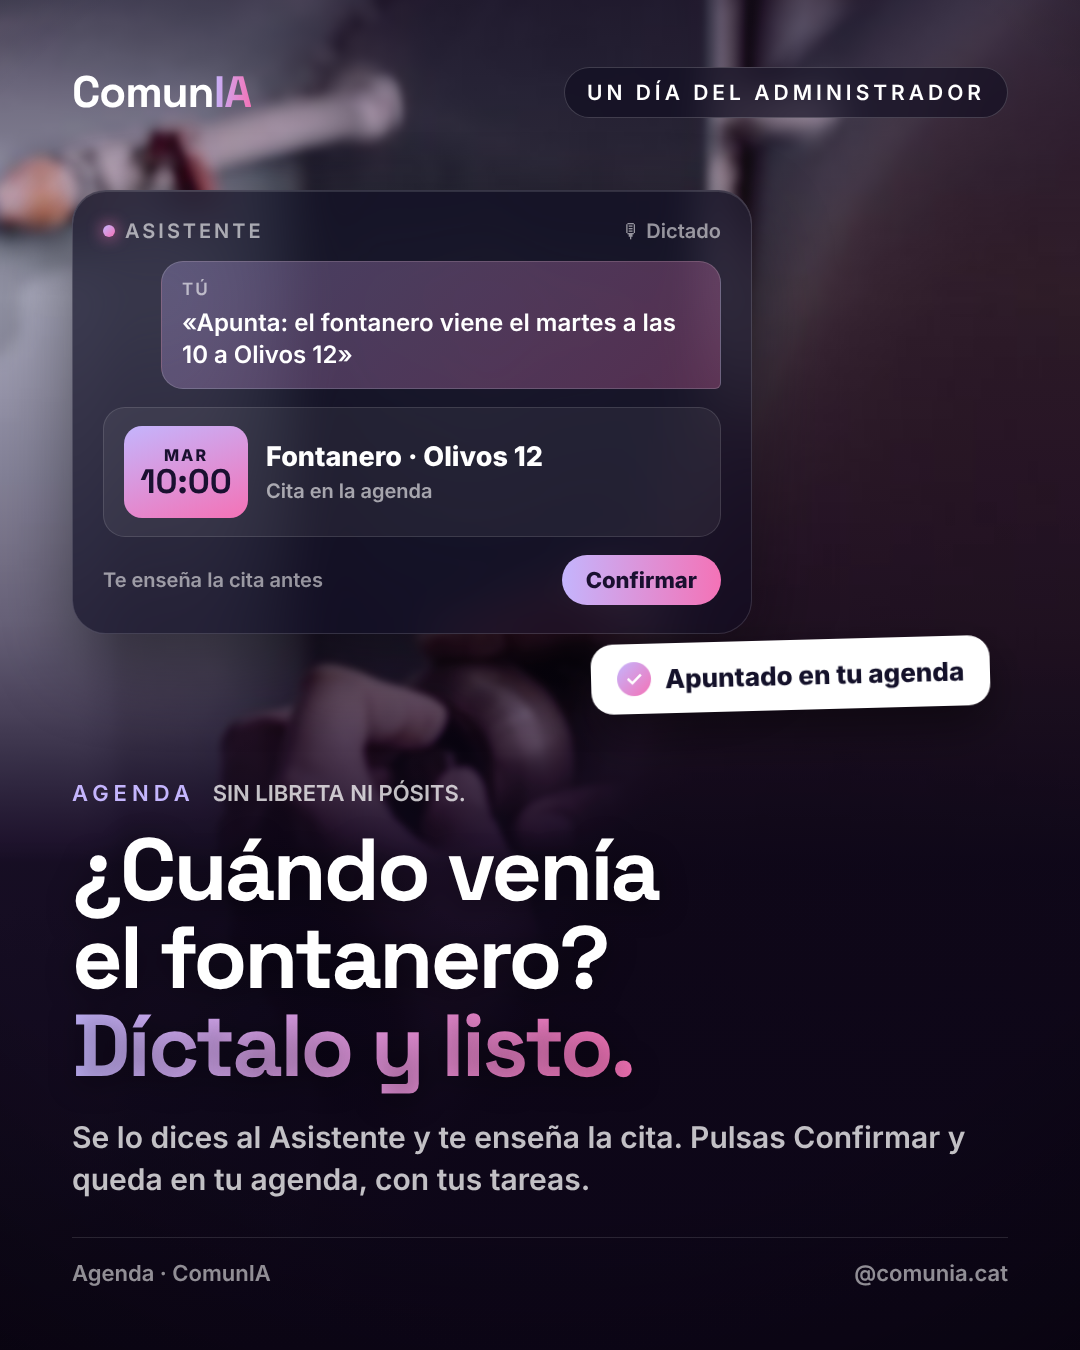 ComunIA
UN DÍA DEL ADMINISTRADOR
ASISTENTE
Dictado
TÚ
«Apunta: el fontanero viene el martes a las
10 a Olivos 12»
MAR
10:00
Fontanero · Olivos 12
Cita en la agenda
Te enseña la cita antes
Confirmar
Apuntado en tu agenda
AGENDA SIN LIBRETA NI PÓSITS.
¿Cuándo venía
el fontanero?
Díctalo y listo.
Se lo dices al Asistente y te enseña la cita. Pulsas Confirmar y
queda en tu agenda, con tus tareas.
Agenda · ComunIA
@comunia.cat